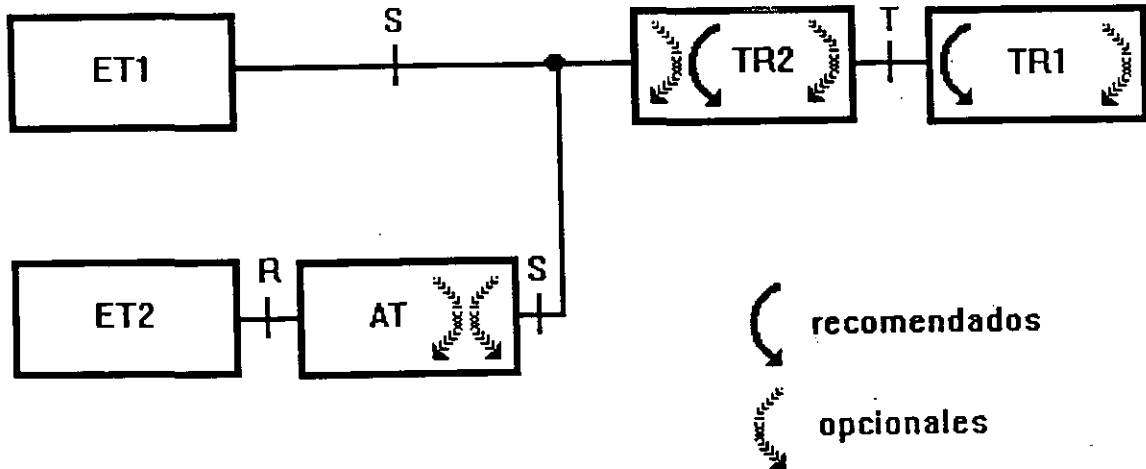 S
T
ET1
TR2
TR1
R
S
ET2
AT
recomendados
opcionales